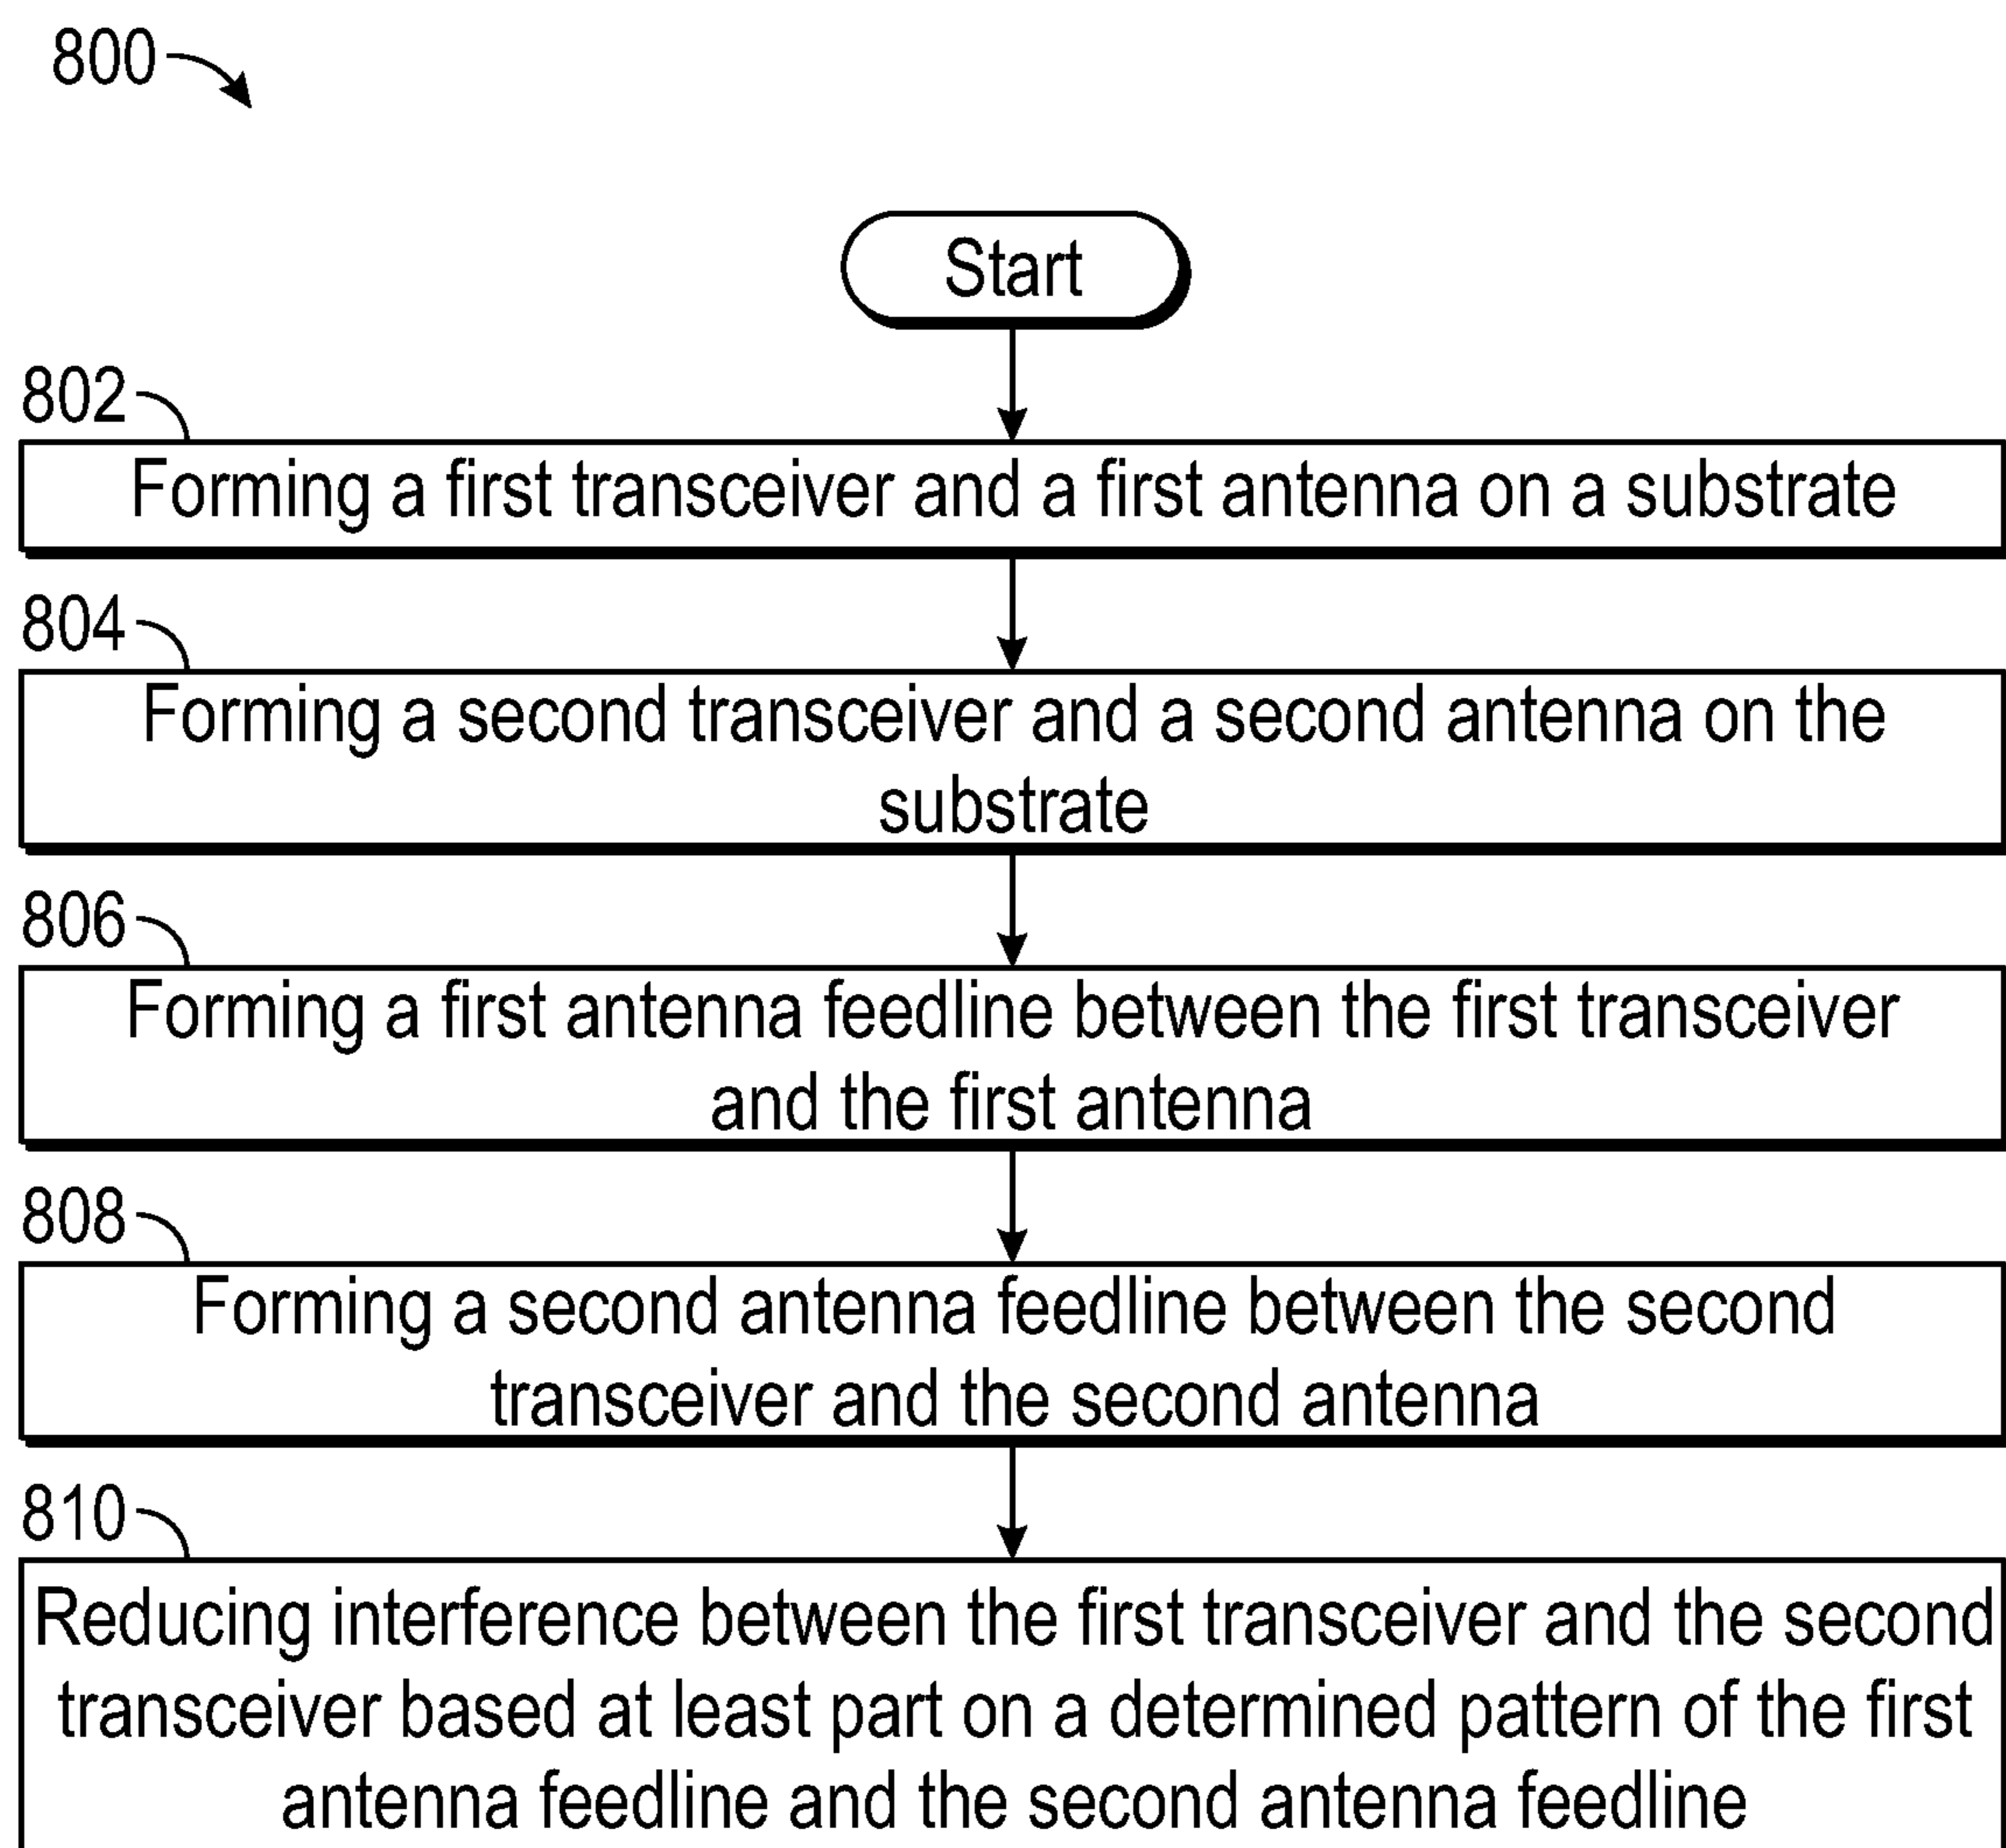 800
Start
802
Forming a first transceiver and a first antenna on a substrate
804
Forming a second transceiver and a second antenna on the
substrate
806
Forming a first antenna feedline between the first transceiver
and the first antenna
808
Forming a second antenna feedline between the second
transceiver and the second antenna
810
Reducing interference between the first transceiver and the second
transceiver based at least part on a determined pattern of the first
antenna feedline and the second antenna feedline